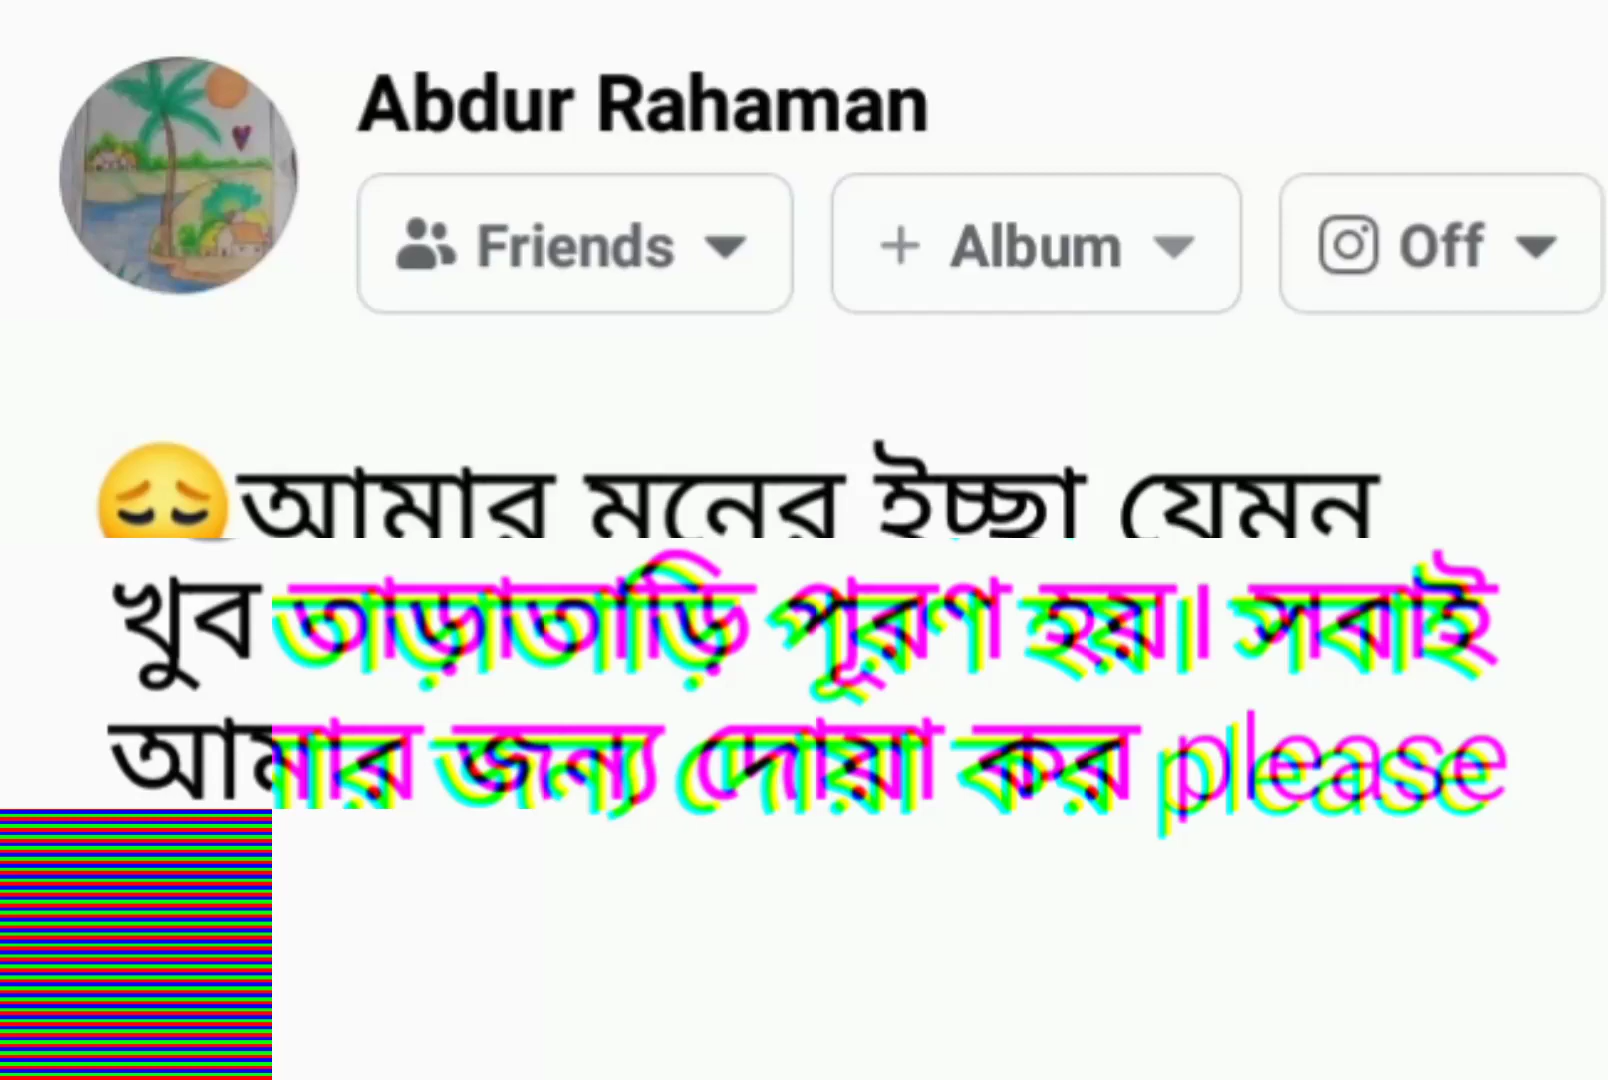 Abdur Rahaman
Friends
+ Album
Off
😔আমার মনের ইচ্ছা যেমন
খুব তাড়াতাড়ি পূরণ হয়। সবাই
আমার জন্য দোয়া কর please